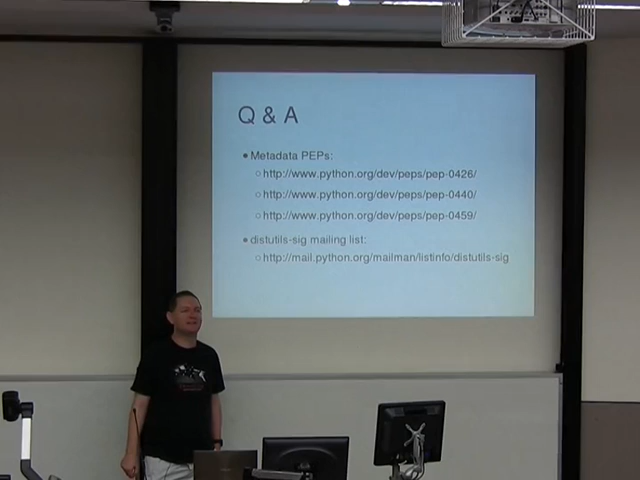 Q & A
• Metadata PEPs:
○ http://www.python.org/dev/peps/pep-0426/
○ http://www.python.org/dev/peps/pep-0440/
○ http://www.python.org/dev/peps/pep-0459/
• distutils-sig mailing list:
○ http://mail.python.org/mailman/listinfo/distutils-sig